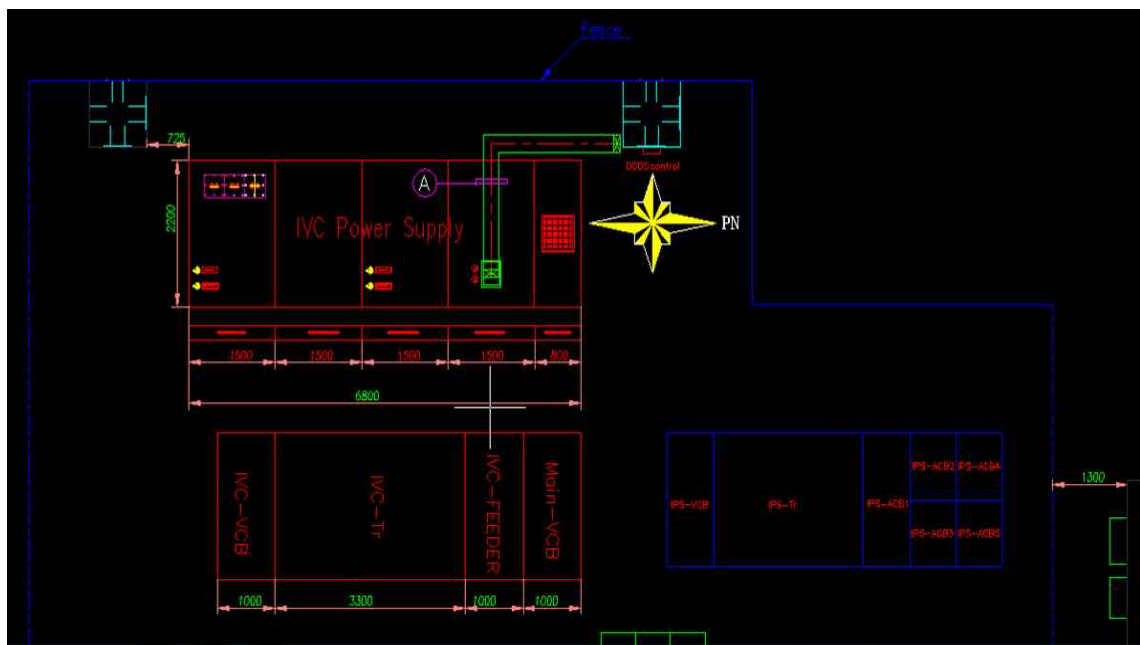 Fence
725
DCDS control
A
PN
2200
IVC Power Supply
1500
1500
1500
1500
800
6800
IVC-VCB
IVC-Tr
IVC-FEEDER
Main-VCB
IPS-VCB
IPS-Tr
IPS-ACB1
IPS-ACB2
IPS-ACB4
IPS-ACB3
IPS-ACB5
1300
1000
3300
1000
1000